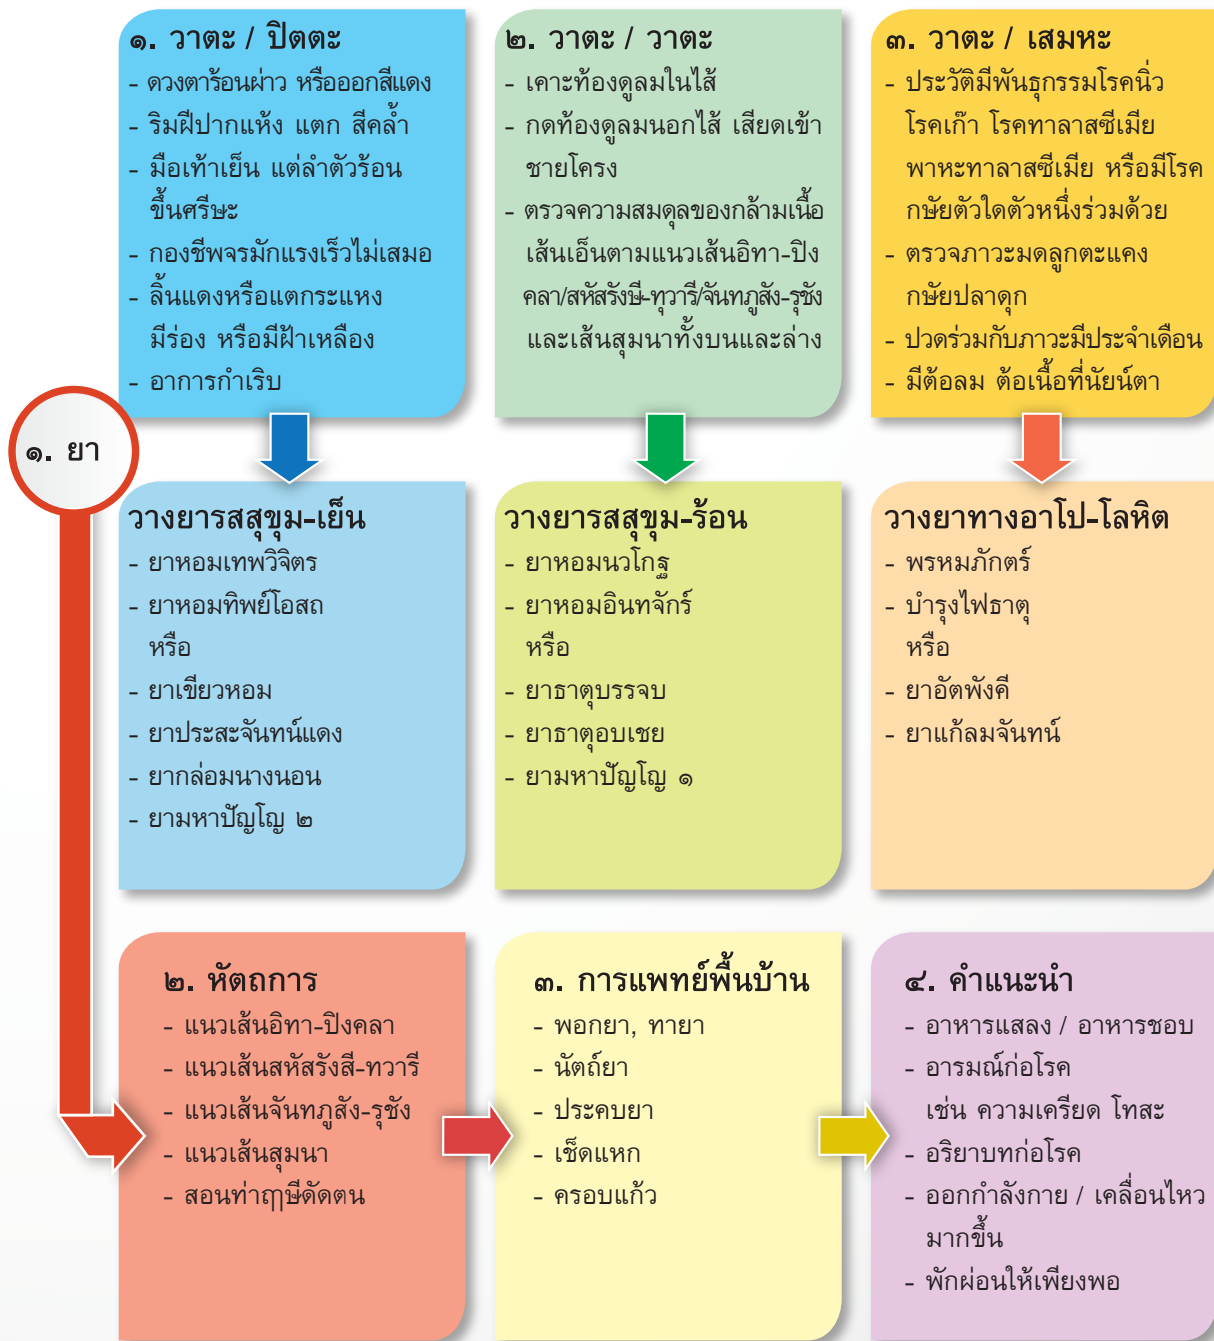 ๑. วาตะ / ปิตตะ
- ดวงตาร้อนผ่าว หรือออกสีแดง
- ริมฝีปากแห้ง แตก สีคล้ำ
- มือเท้าเย็น แต่ลำตัวร้อน
ขึ้นศรีษะ
- กองชีพจรมักแรงเร็วไม่เสมอ
- ลิ้นแดงหรือแตกระแหง
มีร่อง หรือมีฝ้าเหลือง
- อาการกำเริบ
๒. วาตะ / วาตะ
- เคาะท้องดูลมในไส้
- กดท้องดูลมนอกไส้ เสียดเข้า
ชายโครง
- ตรวจความสมดุลของกล้ามเนื้อ
เส้นเอ็นตามแนวเส้นอิทา-ปิง
คลา/สหัสรังษี-ทุวารี/จันทภูสัง-รุชัง
และเส้นสุมนาทั้งบนและล่าง
๓. วาตะ / เสมหะ
- ประวัติมีพันธุกรรมโรคนิ่ว
โรคเก๊า โรคทาลาสซีเมีย
พาหะทาลาสซีเมีย หรือมีโรค
กษัยตัวใดตัวหนึ่งร่วมด้วย
- ตรวจภาวะมดลูกตะแคง
กษัยปลาดุก
- ปวดร่วมกับภาวะมีประจำเดือน
- มีต้อลม ต้อเนื้อที่นัยน์ตา
๑. ยา
วางยารสสุขุม-เย็น
- ยาหอมเทพวิจิตร
- ยาหอมทิพย์โอสถ
หรือ
- ยาเขียวหอม
- ยาประสะจันทน์แดง
- ยากล่อมนางนอน
- ยามหาปัญโญ ๒
วางยารสสุขุม-ร้อน
- ยาหอมนวโกฐ
- ยาหอมอินทจักร์
หรือ
- ยาธาตุบรรจบ
- ยาธาตุอบเชย
- ยามหาปัญโญ ๑
วางยาทางอาโป-โลหิต
- พรหมภักตร์
- บำรุงไฟธาตุ
หรือ
- ยาอัตพังคี
- ยาแก้ลมจันทน์
๒. หัตถการ
- แนวเส้นอิทา-ปิงคลา
- แนวเส้นสหัสรังสี-ทวารี
- แนวเส้นจันทภูสัง-รุชัง
- แนวเส้นสุมนา
- สอนท่าฤๅษีดัดตน
๓. การแพทย์พื้นบ้าน
- พอกยา, ทายา
- นัตถ์ยา
- ประคบยา
- เช็ดแหก
- ครอบแก้ว
๔. คำแนะนำ
- อาหารแสลง / อาหารชอบ
- อารมณ์ก่อโรค
เช่น ความเครียด โทสะ
- อริยาบทก่อโรค
- ออกกำลังกาย / เคลื่อนไหว
มากขึ้น
- พักผ่อนให้เพียงพอ